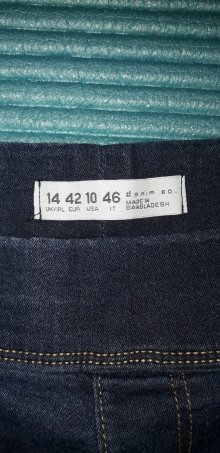 14 42 10 46 denim co.
UK/IRL EUR USA IT MADE IN
BANGLADESH